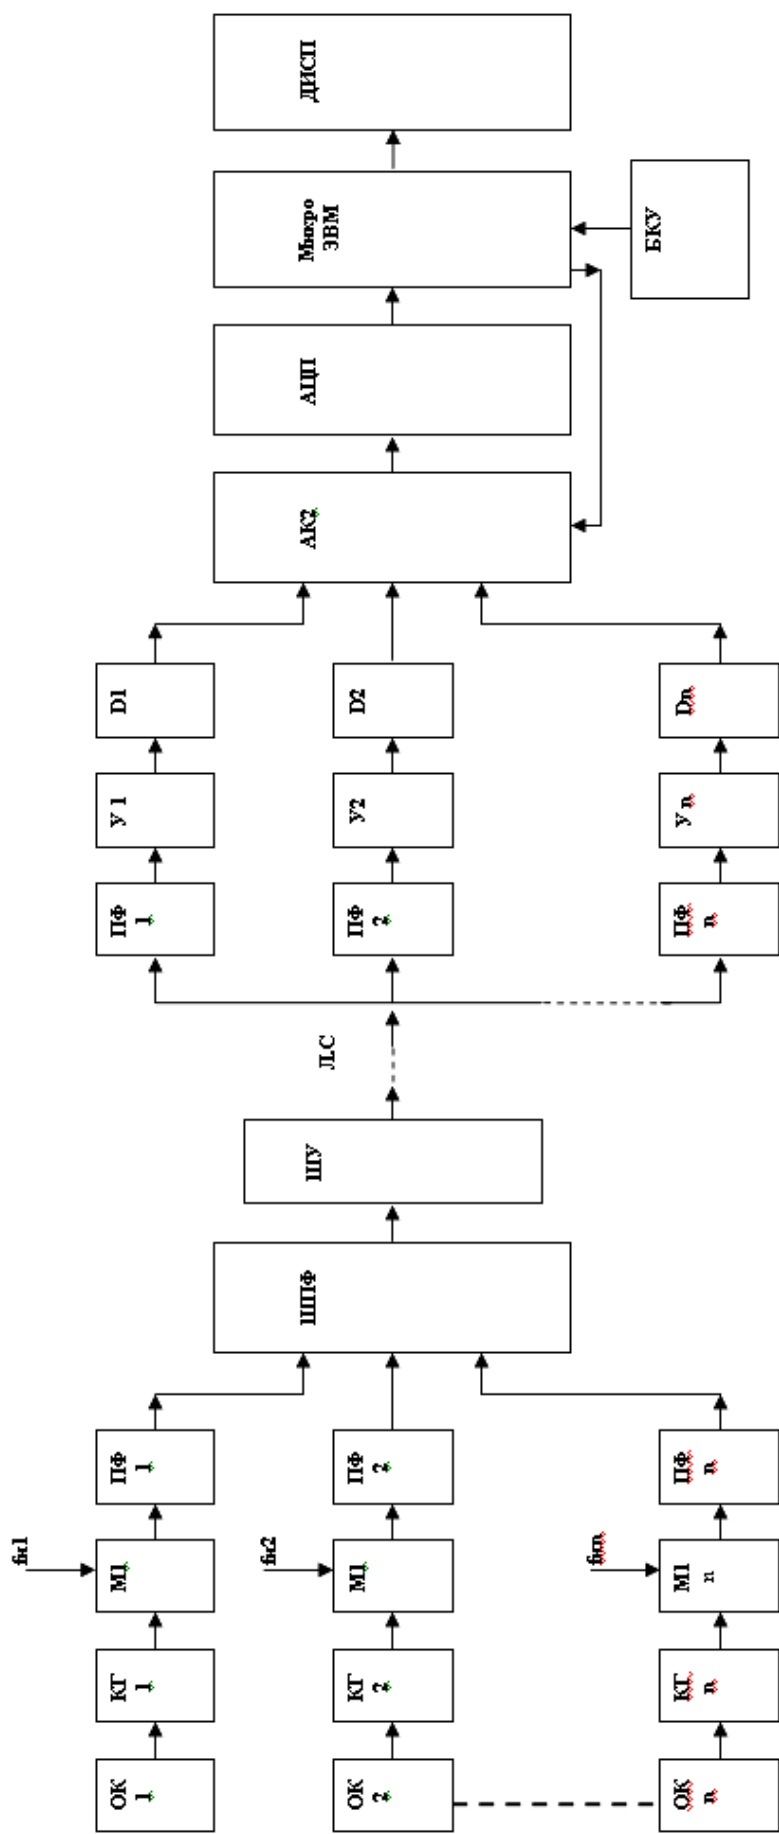 ОК
1
КГ
1
М1
fн1
ПФ
1
ОК
2
КГ
2
М1
fн2
ПФ
2
ОК
n
КГ
n
М1
n
fнn
ПФ
n
ШПФ
ШУ
ЛС
ПФ
1
У 1
D1
ПФ
2
У2
D2
ПФ
n
У n
Dn
АК2
АЦП
Микро
ЭВМ
БКУ
ДИСП